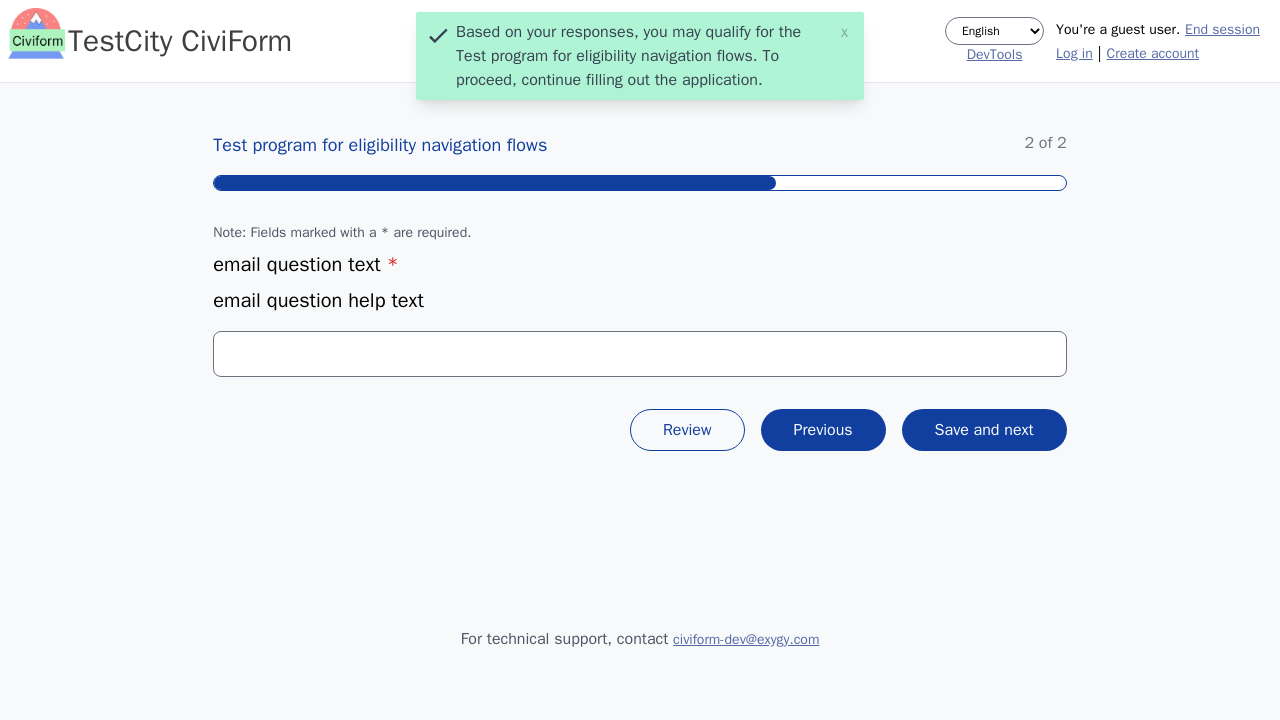 Civiform
TestCity CiviForm
Based on your responses, you may qualify for the
Test program for eligibility navigation flows. To
proceed, continue filling out the application.
x
English
DevTools
You're a guest user. End session
Log in | Create account
Test program for eligibility navigation flows
2 of 2
Note: Fields marked with a * are required.
email question text *
email question help text
Review
Previous
Save and next
For technical support, contact civiform-dev@exygy.com